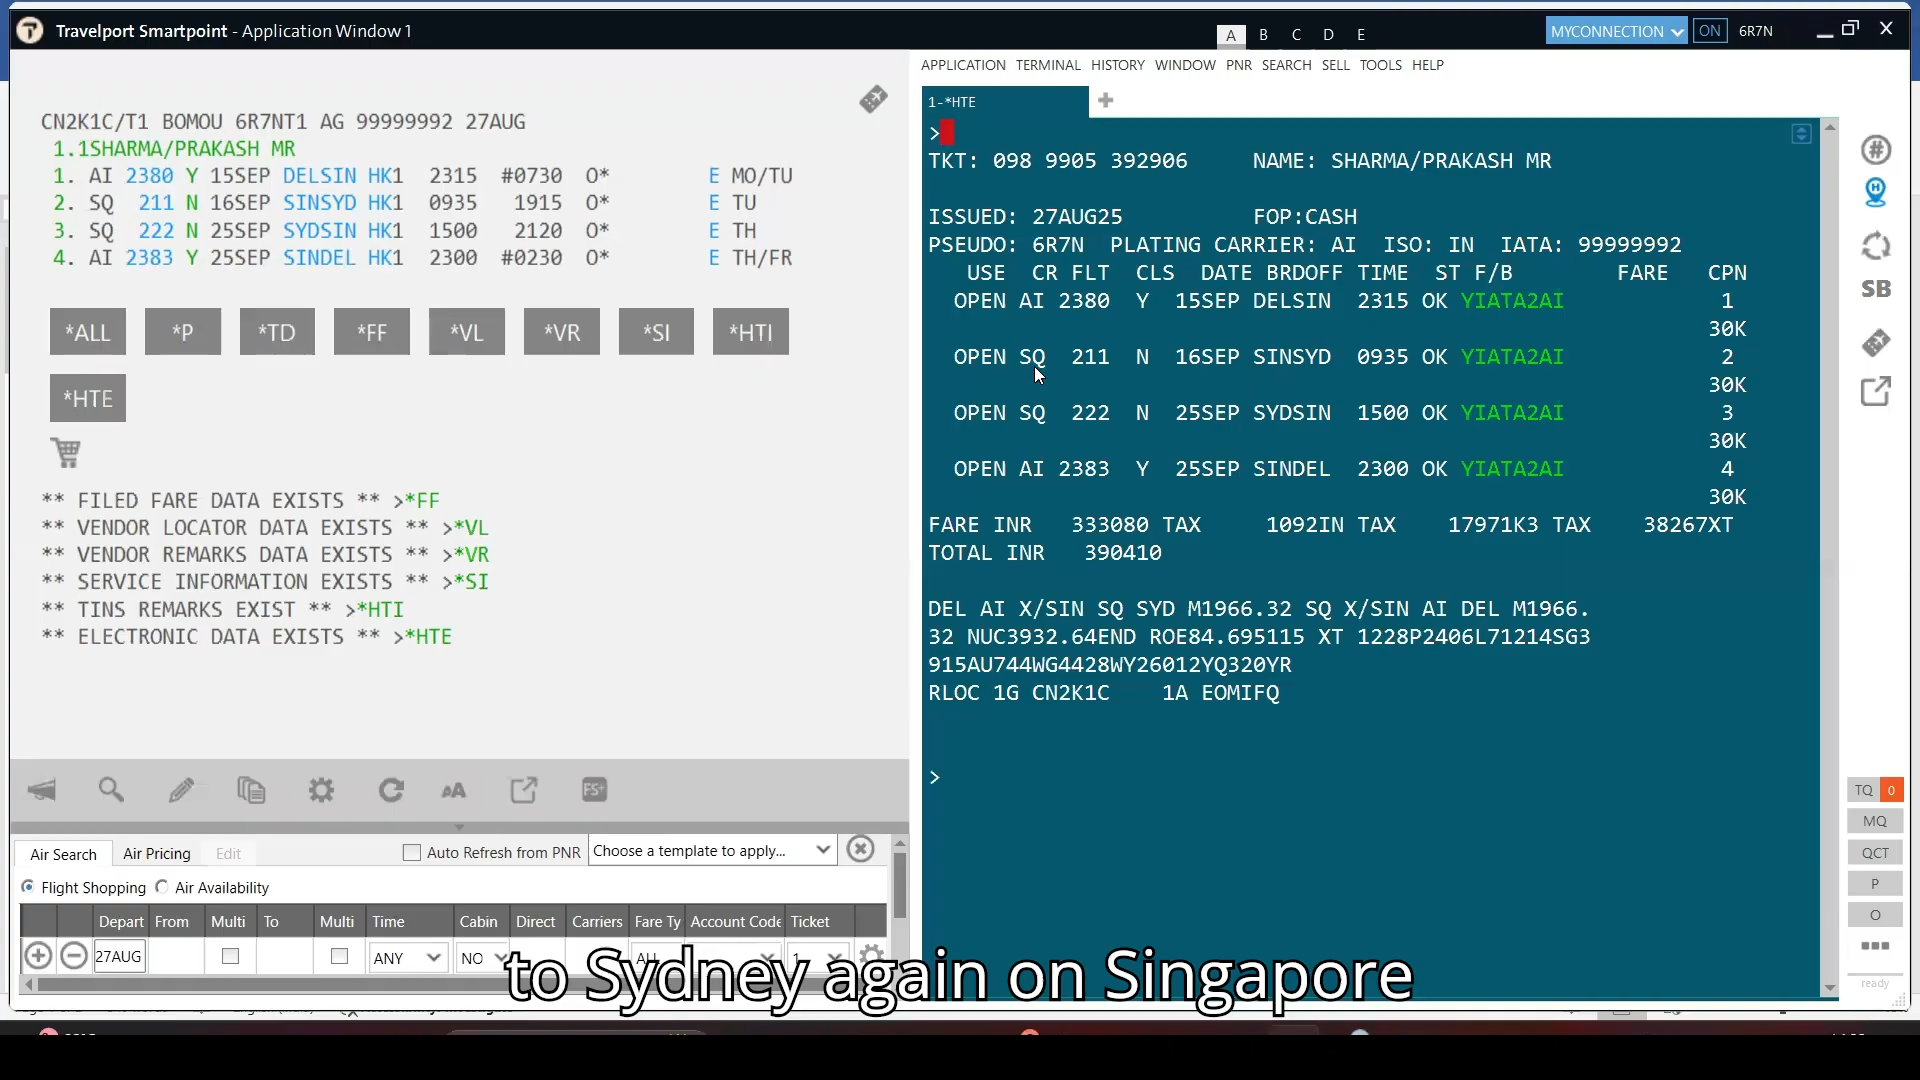 Travelport Smartpoint - Application Window 1
A B C D E
MYCONNECTION ON 6R7N
APPLICATION TERMINAL HISTORY WINDOW PNR SEARCH SELL TOOLS HELP
CN2K1C/T1 BOMOU 6R7NT1 AG 99999992 27AUG
1.1SHARMA/PRAKASH MR
1. AI 2380 Y 15SEP DELSIN HK1 2315 #0730 O* E MO/TU
2. SQ 211 N 16SEP SINSYD HK1 0935 1915 O* E TU
3. SQ 222 N 25SEP SYDSIN HK1 1500 2120 O* E TH
4. AI 2383 Y 25SEP SINDEL HK1 2300 #0230 O* E TH/FR
*ALL *P *TD *FF *VL *VR *SI *HTI
*HTE
** FILED FARE DATA EXISTS ** >*FF
** VENDOR LOCATOR DATA EXISTS ** >*VL
** VENDOR REMARKS DATA EXISTS ** >*VR
** SERVICE INFORMATION EXISTS ** >*SI
** TINS REMARKS EXIST ** >*HTI
** ELECTRONIC DATA EXISTS ** >*HTE
FS+
Air Search Air Pricing Edit Auto Refresh from PNR Choose a template to apply...
Flight Shopping Air Availability
Depart From Multi To Multi Time Cabin Direct Carriers Fare Ty Account Code Ticket
27AUG ANY NO ALL 1
1-*HTE
>
TKT: 098 9905 392906 NAME: SHARMA/PRAKASH MR
ISSUED: 27AUG25 FOP:CASH
PSEUDO: 6R7N PLATING CARRIER: AI ISO: IN IATA: 99999992
USE CR FLT CLS DATE BRDOFF TIME ST F/B FARE CPN
OPEN AI 2380 Y 15SEP DELSIN 2315 OK YIATA2AI 1
30K
OPEN SQ 211 N 16SEP SINSYD 0935 OK YIATA2AI 2
30K
OPEN SQ 222 N 25SEP SYDSIN 1500 OK YIATA2AI 3
30K
OPEN AI 2383 Y 25SEP SINDEL 2300 OK YIATA2AI 4
30K
FARE INR 333080 TAX 1092IN TAX 17971K3 TAX 38267XT
TOTAL INR 390410
DEL AI X/SIN SQ SYD M1966.32 SQ X/SIN AI DEL M1966.
32 NUC3932.64END ROE84.695115 XT 1228P2406L71214SG3
915AU744WG4428WY26012YQ320YR
RLOC 1G CN2K1C 1A EOMIFQ
>
#
SB
TQ 0
MQ
QCT
P
O
ready
to Sydney again on Singapore